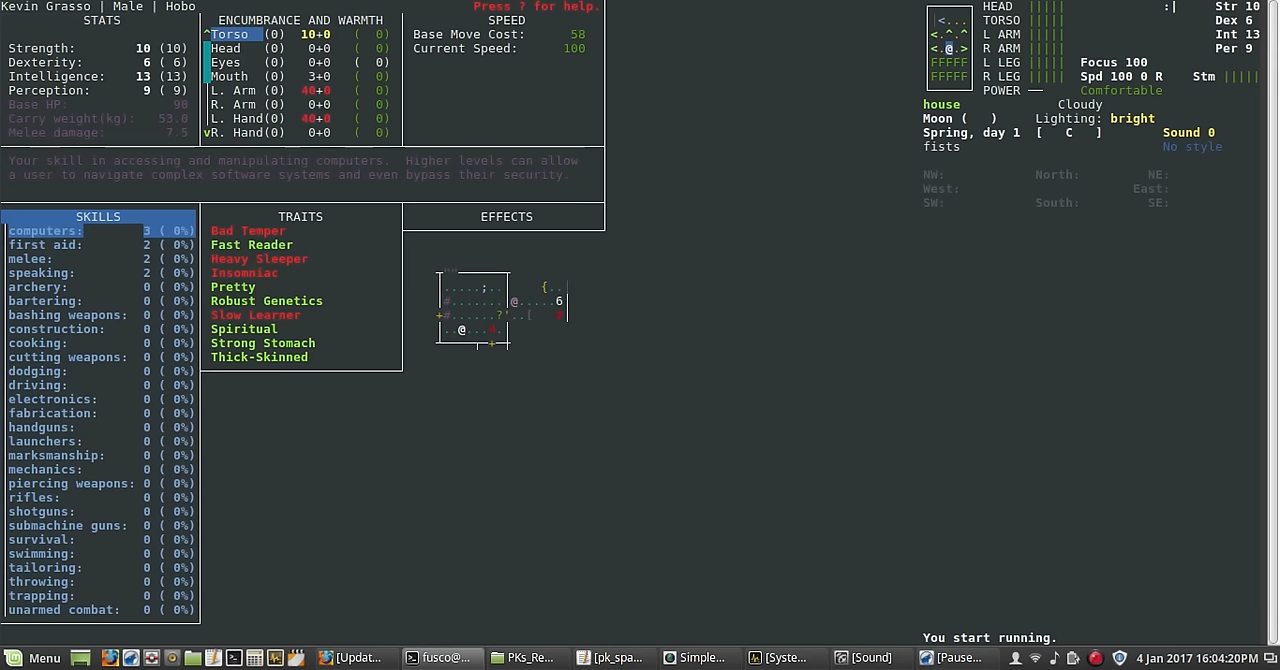 Kevin Grasso | Male | Hobo
Press ? for help.
STATS
Strength: 10 (10)
Dexterity: 6 ( 6)
Intelligence: 13 (13)
Perception: 9 ( 9)
Base HP: 90
Carry weight(kg): 53.0
Melee damage: 7.5
ENCUMBRANCE AND WARMTH
^Torso (0) 10+0 ( 0)
Head (0) 0+0 ( 0)
Eyes (0) 0+0 ( 0)
Mouth (0) 3+0 ( 0)
L. Arm (0) 40+0 ( 0)
R. Arm (0) 0+0 ( 0)
L. Hand(0) 40+0 ( 0)
vR. Hand(0) 0+0 ( 0)
SPEED
Base Move Cost: 58
Current Speed: 100
Your skill in accessing and manipulating computers. Higher levels can allow
a user to navigate complex software systems and even bypass their security.
SKILLS
computers: 3 ( 0%)
first aid: 2 ( 0%)
melee: 2 ( 0%)
speaking: 2 ( 0%)
archery: 0 ( 0%)
bartering: 0 ( 0%)
bashing weapons: 0 ( 0%)
construction: 0 ( 0%)
cooking: 0 ( 0%)
cutting weapons: 0 ( 0%)
dodging: 0 ( 0%)
driving: 0 ( 0%)
electronics: 0 ( 0%)
fabrication: 0 ( 0%)
handguns: 0 ( 0%)
launchers: 0 ( 0%)
marksmanship: 0 ( 0%)
mechanics: 0 ( 0%)
piercing weapons: 0 ( 0%)
rifles: 0 ( 0%)
shotguns: 0 ( 0%)
submachine guns: 0 ( 0%)
survival: 0 ( 0%)
swimming: 0 ( 0%)
tailoring: 0 ( 0%)
throwing: 0 ( 0%)
trapping: 0 ( 0%)
unarmed combat: 0 ( 0%)
TRAITS
Bad Temper
Fast Reader
Heavy Sleeper
Insomniac
Pretty
Robust Genetics
Slow Learner
Spiritual
Strong Stomach
Thick-Skinned
EFFECTS
<...
<.^.^
<.@.>
FFFFF
FFFFF
HEAD ||||| :| Str 10
TORSO ||||| Dex 6
L ARM ||||| Int 13
R ARM ||||| Per 9
L LEG ||||| Focus 100
R LEG ||||| Spd 100 0 R Stm |||||
POWER — Comfortable
house Cloudy
Moon ( ) Lighting: bright
Spring, day 1 [ C ] Sound 0
fists No style
NW: North: NE:
West: East:
SW: South: SE:
You start running.
Menu
[Updat...
fusco@...
PKs_Re...
[pk_spa...
Simple...
[Syste...
[Sound]
[Pause...
4 Jan 2017 16:04:20PM